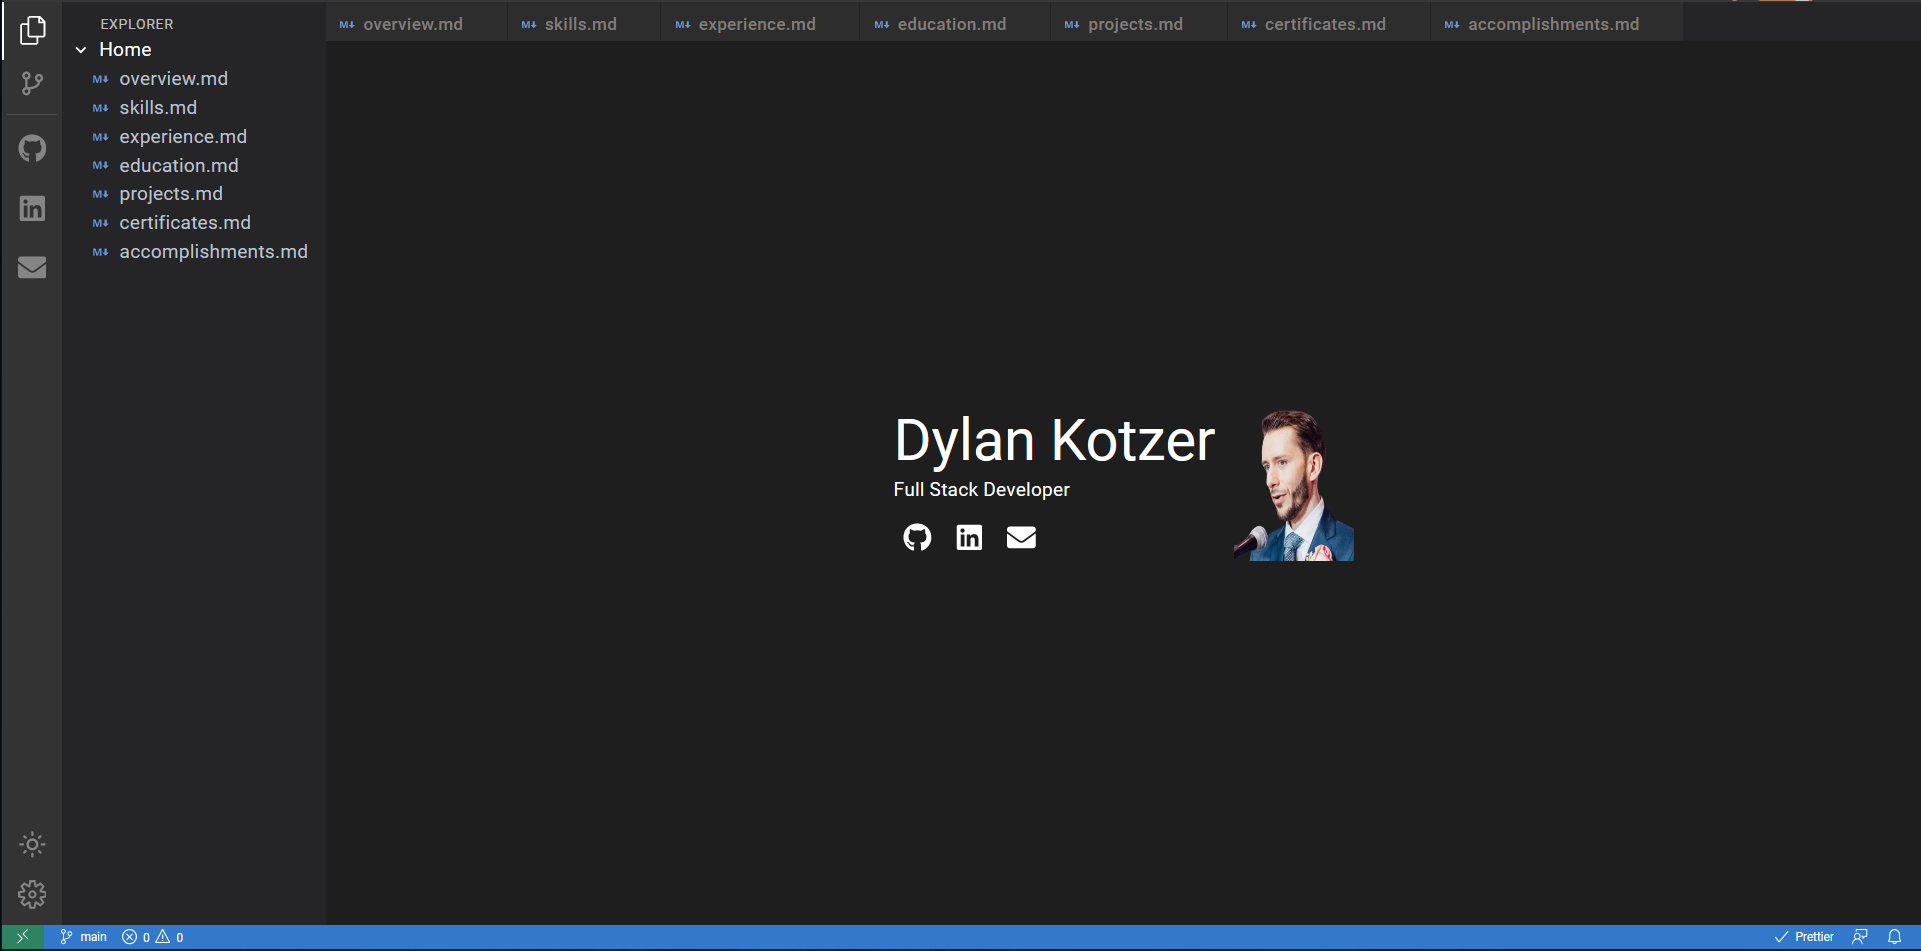 EXPLORER
Home
overview.md
skills.md
experience.md
education.md
projects.md
certificates.md
accomplishments.md
overview.md
skills.md
experience.md
education.md
projects.md
certificates.md
accomplishments.md
Dylan Kotzer
Full Stack Developer
main 0 0
Prettier